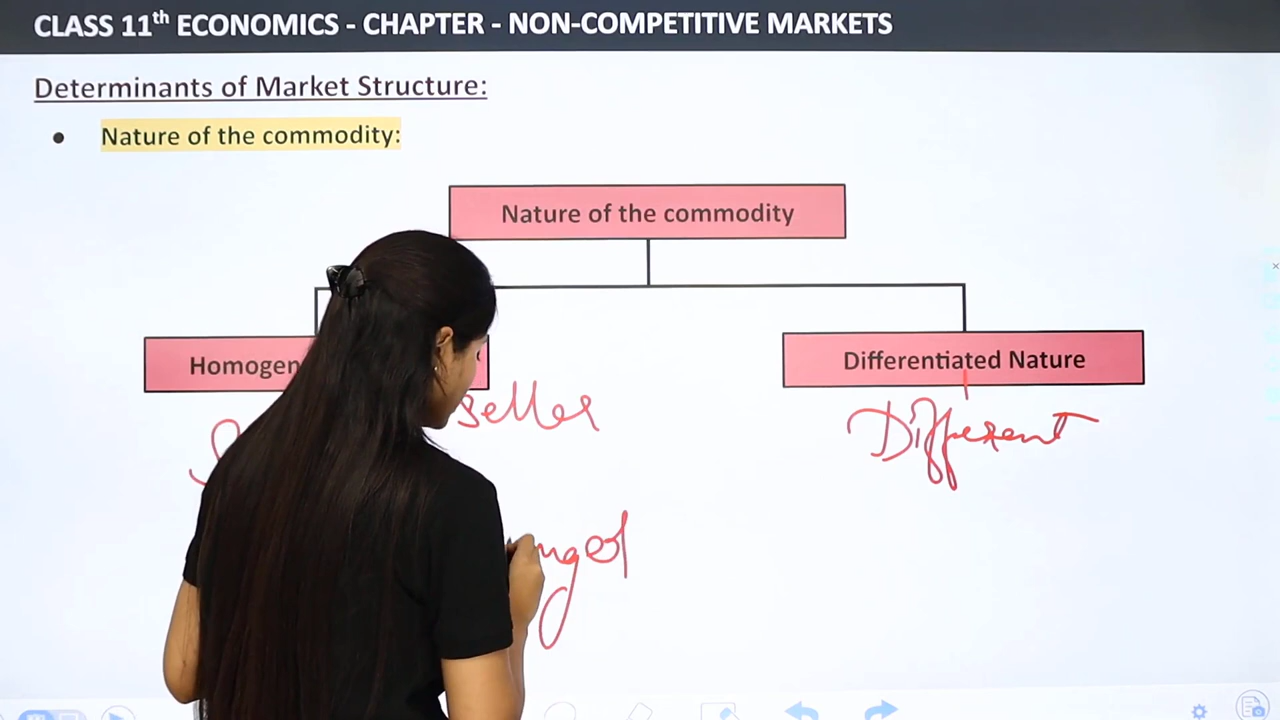 CLASS 11th ECONOMICS - CHAPTER - NON-COMPETITIVE MARKETS
Determinants of Market Structure:
• Nature of the commodity:
Nature of the commodity
Homogen
Differentiated Nature
seller
Different